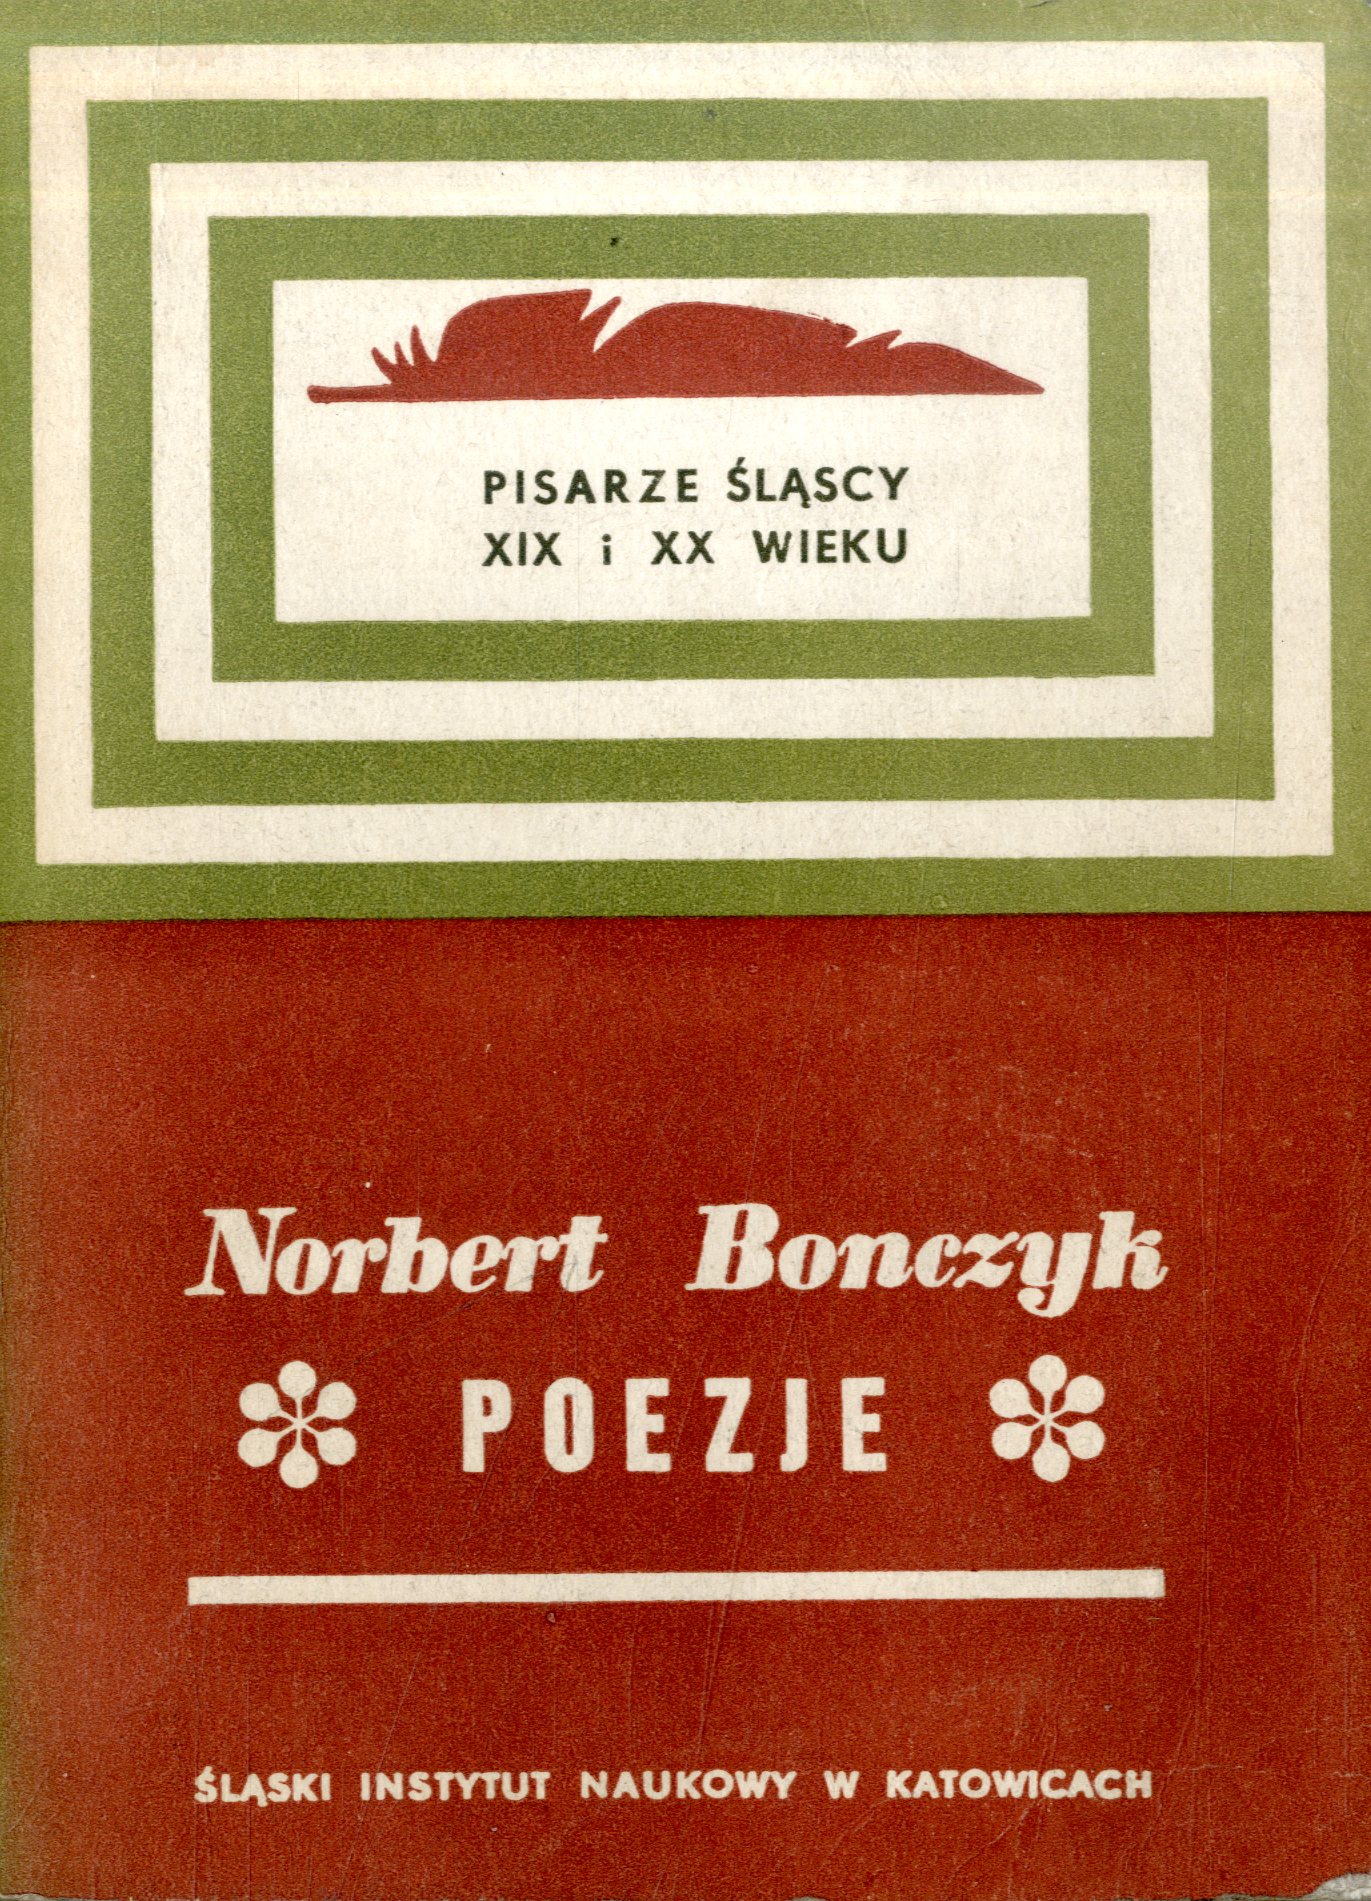 PISARZE ŚLĄSCY
XIX i XX WIEKU
Norbert Bonczyk
POEZJE
ŚLĄSKI INSTYTUT NAUKOWY W KATOWICACH